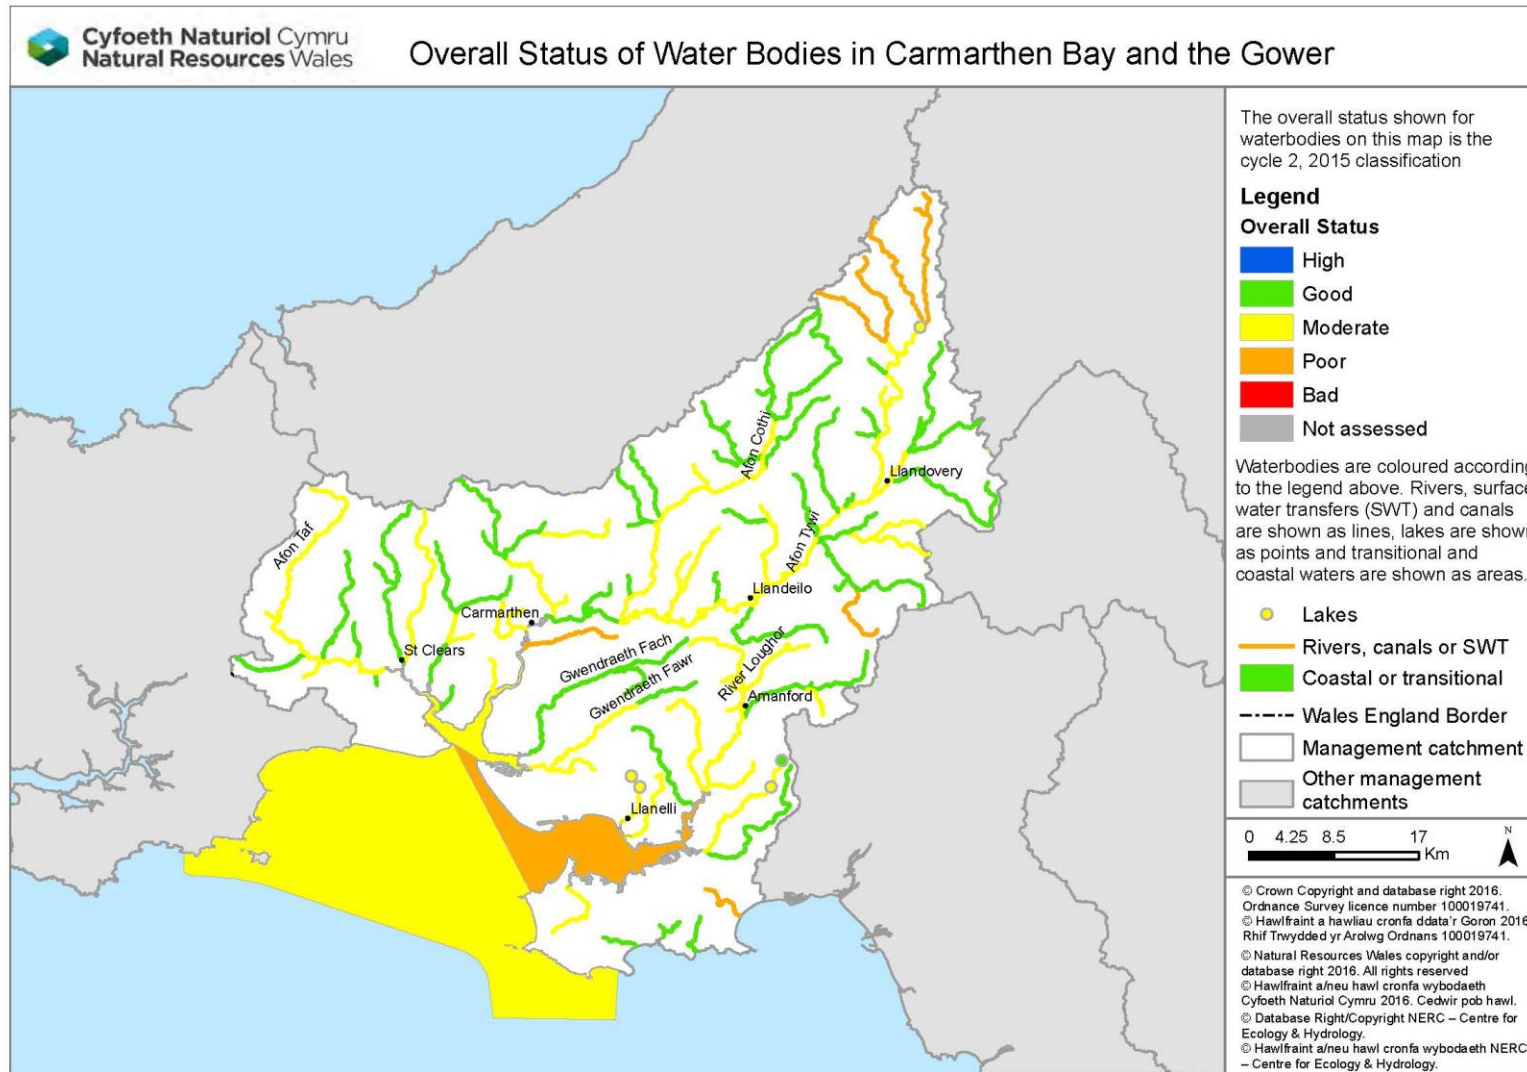 Cyfoeth Naturiol Cymru
Natural Resources Wales
Overall Status of Water Bodies in Carmarthen Bay and the Gower
The overall status shown for
waterbodies on this map is the
cycle 2, 2015 classification
Legend
Overall Status
High
Good
Moderate
Poor
Bad
Not assessed
Waterbodies are coloured according
to the legend above. Rivers, surface
water transfers (SWT) and canals
are shown as lines, lakes are shown
as points and transitional and
coastal waters are shown as areas.
Lakes
Rivers, canals or SWT
Coastal or transitional
Wales England Border
Management catchment
Other management
catchments
0 4.25 8.5 17
Km
N
© Crown Copyright and database right 2016.
Ordnance Survey licence number 100019741.
© Hawlfraint a hawliau cronfa ddata'r Goron 2016
Rhif Trwydded yr Arolwg Ordnans 100019741.
© Natural Resources Wales copyright and/or
database right 2016. All rights reserved
© Hawlfraint a/neu hawl cronfa wybodaeth
Cyfoeth Naturiol Cymru 2016. Cedwir pob hawl.
© Database Right/Copyright NERC – Centre for
Ecology & Hydrology.
© Hawlfraint a/neu hawl cronfa wybodaeth NERC
– Centre for Ecology & Hydrology.
Afon Cothi
Llandovery
Afon Taf
Afon Tywi
Llandeilo
Carmarthen
St Clears
Gwendraeth Fach
Gwendraeth Fawr
River Loughor
Amanford
Llanelli